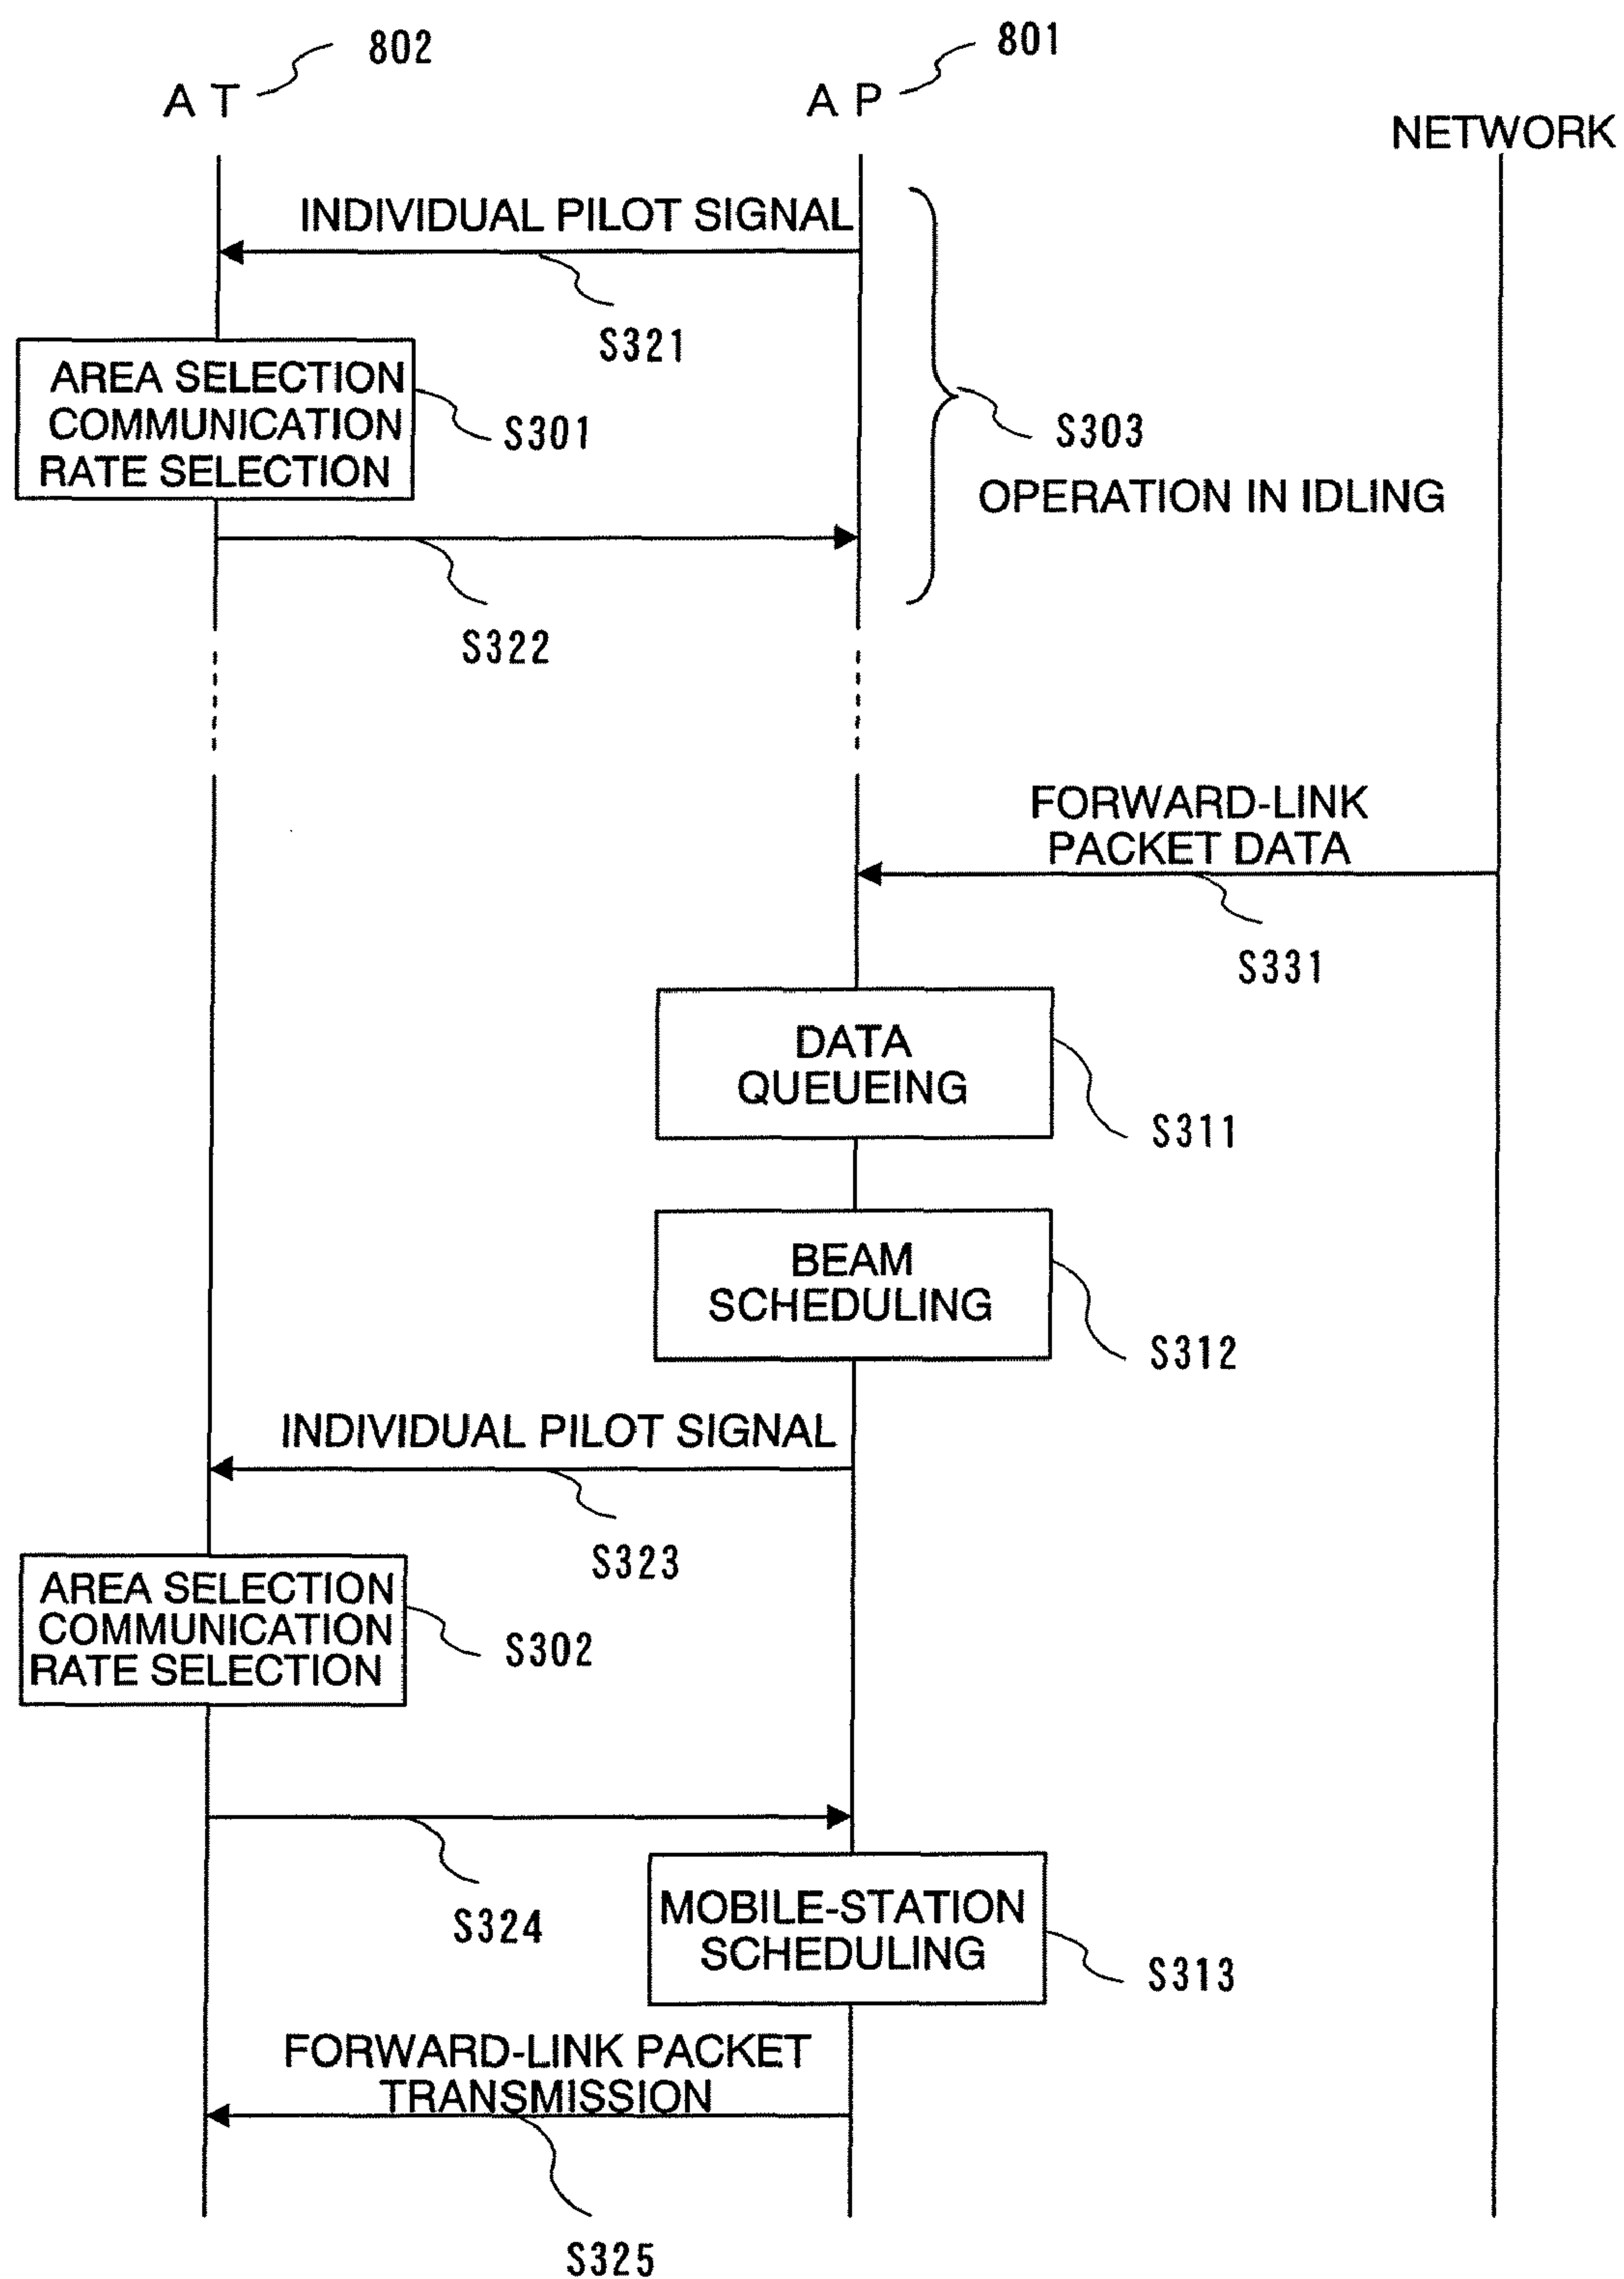 802
801
A T
A P
NETWORK
INDIVIDUAL PILOT SIGNAL
S321
AREA SELECTION
COMMUNICATION
RATE SELECTION
S301
S303
OPERATION IN IDLING
S322
FORWARD-LINK
PACKET DATA
S331
DATA
QUEUEING
S311
BEAM
SCHEDULING
S312
INDIVIDUAL PILOT SIGNAL
S323
AREA SELECTION
COMMUNICATION
RATE SELECTION
S302
S324
MOBILE-STATION
SCHEDULING
S313
FORWARD-LINK PACKET
TRANSMISSION
S325